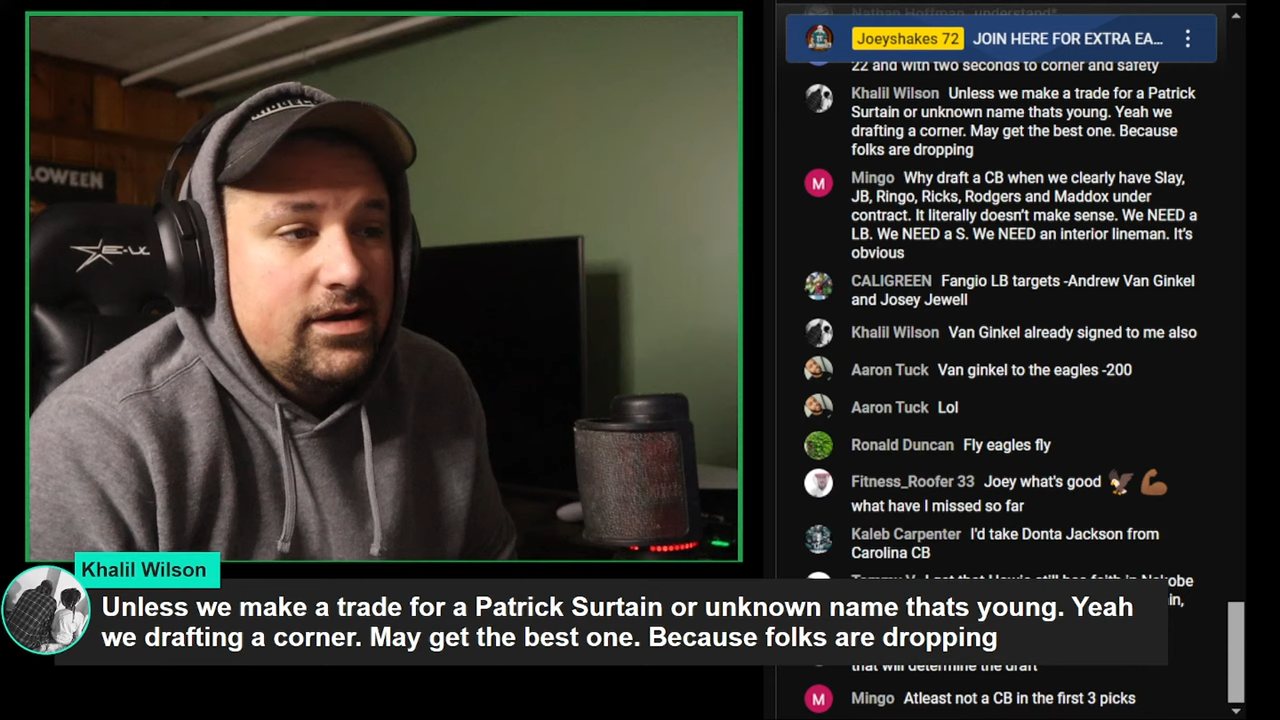 LOWEEN
E-UL
Nathan Hoffman understand*
Joeyshakes 72 JOIN HERE FOR EXTRA EA...
22 and with two seconds to corner and safety
Khalil Wilson Unless we make a trade for a Patrick
Surtain or unknown name thats young. Yeah we
drafting a corner. May get the best one. Because
folks are dropping
M
Mingo Why draft a CB when we clearly have Slay,
JB, Ringo, Ricks, Rodgers and Maddox under
contract. It literally doesn't make sense. We NEED a
LB. We NEED a S. We NEED an interior lineman. It's
obvious
CALIGREEN Fangio LB targets -Andrew Van Ginkel
and Josey Jewell
Khalil Wilson Van Ginkel already signed to me also
Aaron Tuck Van ginkel to the eagles -200
Aaron Tuck Lol
Ronald Duncan Fly eagles fly
Fitness_Roofer 33 Joey what's good 🦅 💪🏾
what have I missed so far
Kaleb Carpenter I'd take Donta Jackson from
Carolina CB
that will determine the draft
M
Mingo Atleast not a CB in the first 3 picks
Khalil Wilson
Unless we make a trade for a Patrick Surtain or unknown name thats young. Yeah
we drafting a corner. May get the best one. Because folks are dropping